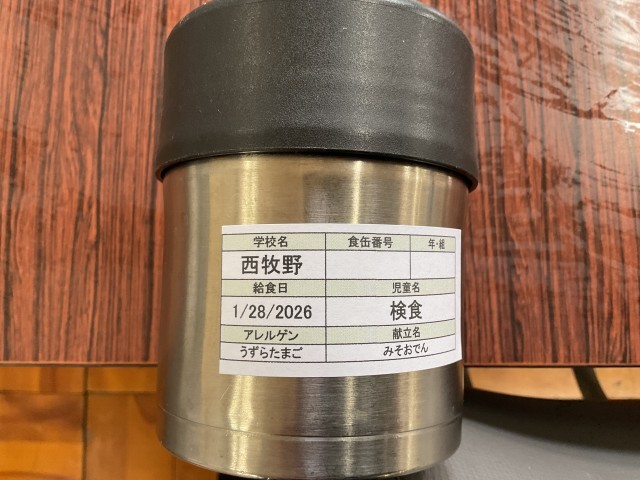 学校名 食缶番号 年・組
西牧野
給食日 児童名
1/28/2026 検食
アレルゲン 献立名
うずらたまご みそおでん